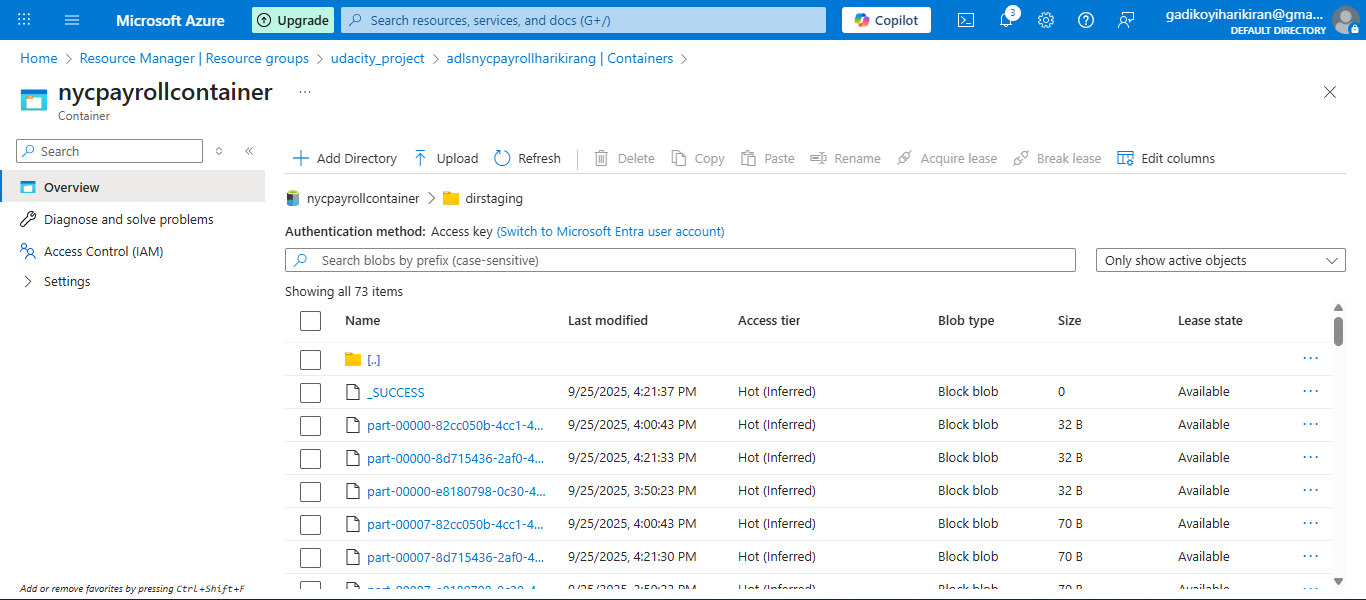 Microsoft Azure
Upgrade
Search resources, services, and docs (G+/)
Copilot
3
gadikoyiharikiran@gma...
DEFAULT DIRECTORY
Home > Resource Manager | Resource groups > udacity_project > adlsnycpayrollharikirang | Containers >
nycpayrollcontainer ...
Container
Search
Overview
Diagnose and solve problems
Access Control (IAM)
Settings
Add or remove favorites by pressing Ctrl+Shift+F
Add Directory Upload Refresh Delete Copy Paste Rename Acquire lease Break lease Edit columns
nycpayrollcontainer > dirstaging
Authentication method: Access key (Switch to Microsoft Entra user account)
Search blobs by prefix (case-sensitive)
Only show active objects
Showing all 73 items
Name Last modified Access tier Blob type Size Lease state
[..]
_SUCCESS 9/25/2025, 4:21:37 PM Hot (Inferred) Block blob 0 Available
part-00000-82cc050b-4cc1-4... 9/25/2025, 4:00:43 PM Hot (Inferred) Block blob 32 B Available
part-00000-8d715436-2af0-4... 9/25/2025, 4:21:33 PM Hot (Inferred) Block blob 32 B Available
part-00000-e8180798-0c30-4... 9/25/2025, 3:50:23 PM Hot (Inferred) Block blob 32 B Available
part-00007-82cc050b-4cc1-4... 9/25/2025, 4:00:43 PM Hot (Inferred) Block blob 70 B Available
part-00007-8d715436-2af0-4... 9/25/2025, 4:21:30 PM Hot (Inferred) Block blob 70 B Available